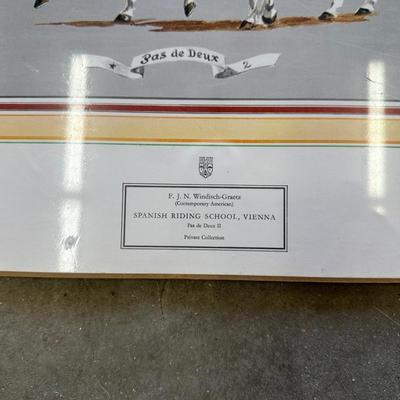 Pas de Deux
2
F. J. N. Windisch-Graetz
(Contemporary American)
SPANISH RIDING SCHOOL, VIENNA
Pas de Deux II
Private Collection